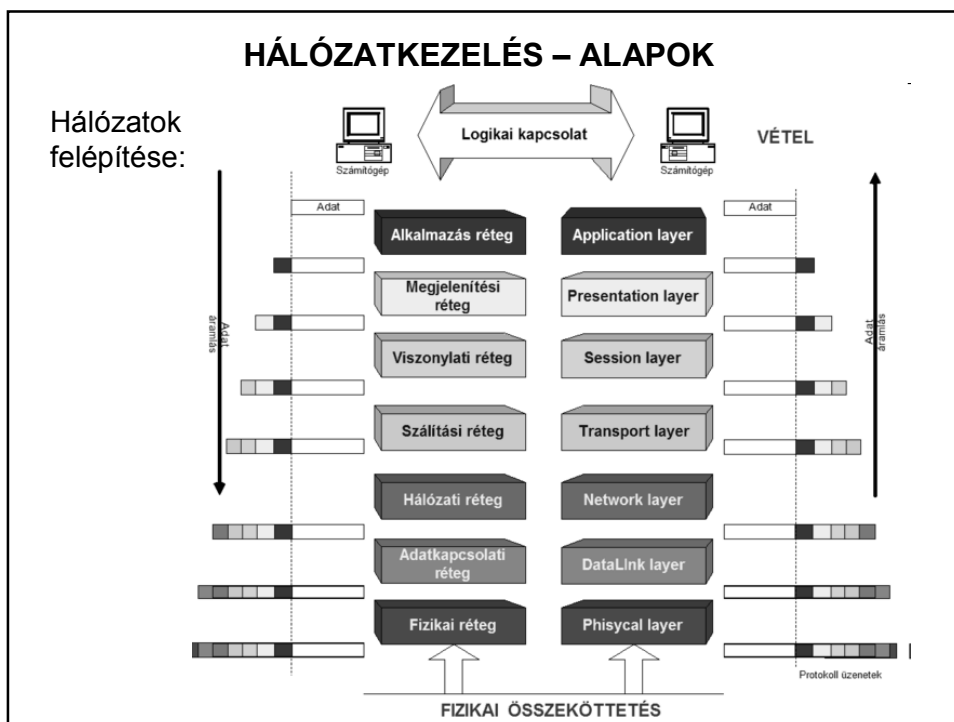 HÁLÓZATKEZELÉS – ALAPOK
Hálózatok
felépítése:
Logikai kapcsolat
VÉTEL
Számítógép
Számítógép
Adat
Adat
Alkalmazás réteg
Application layer
Megjelenítési
réteg
Presentation layer
Adat
áramlás
Adat
áramlás
Viszonylati réteg
Session layer
Szálítási réteg
Transport layer
Hálózati réteg
Network layer
Adatkapcsolati
réteg
DataLink layer
Fizikai réteg
Phisycal layer
Protokoll üzenetek
FIZIKAI ÖSSZEKÖTTETÉS